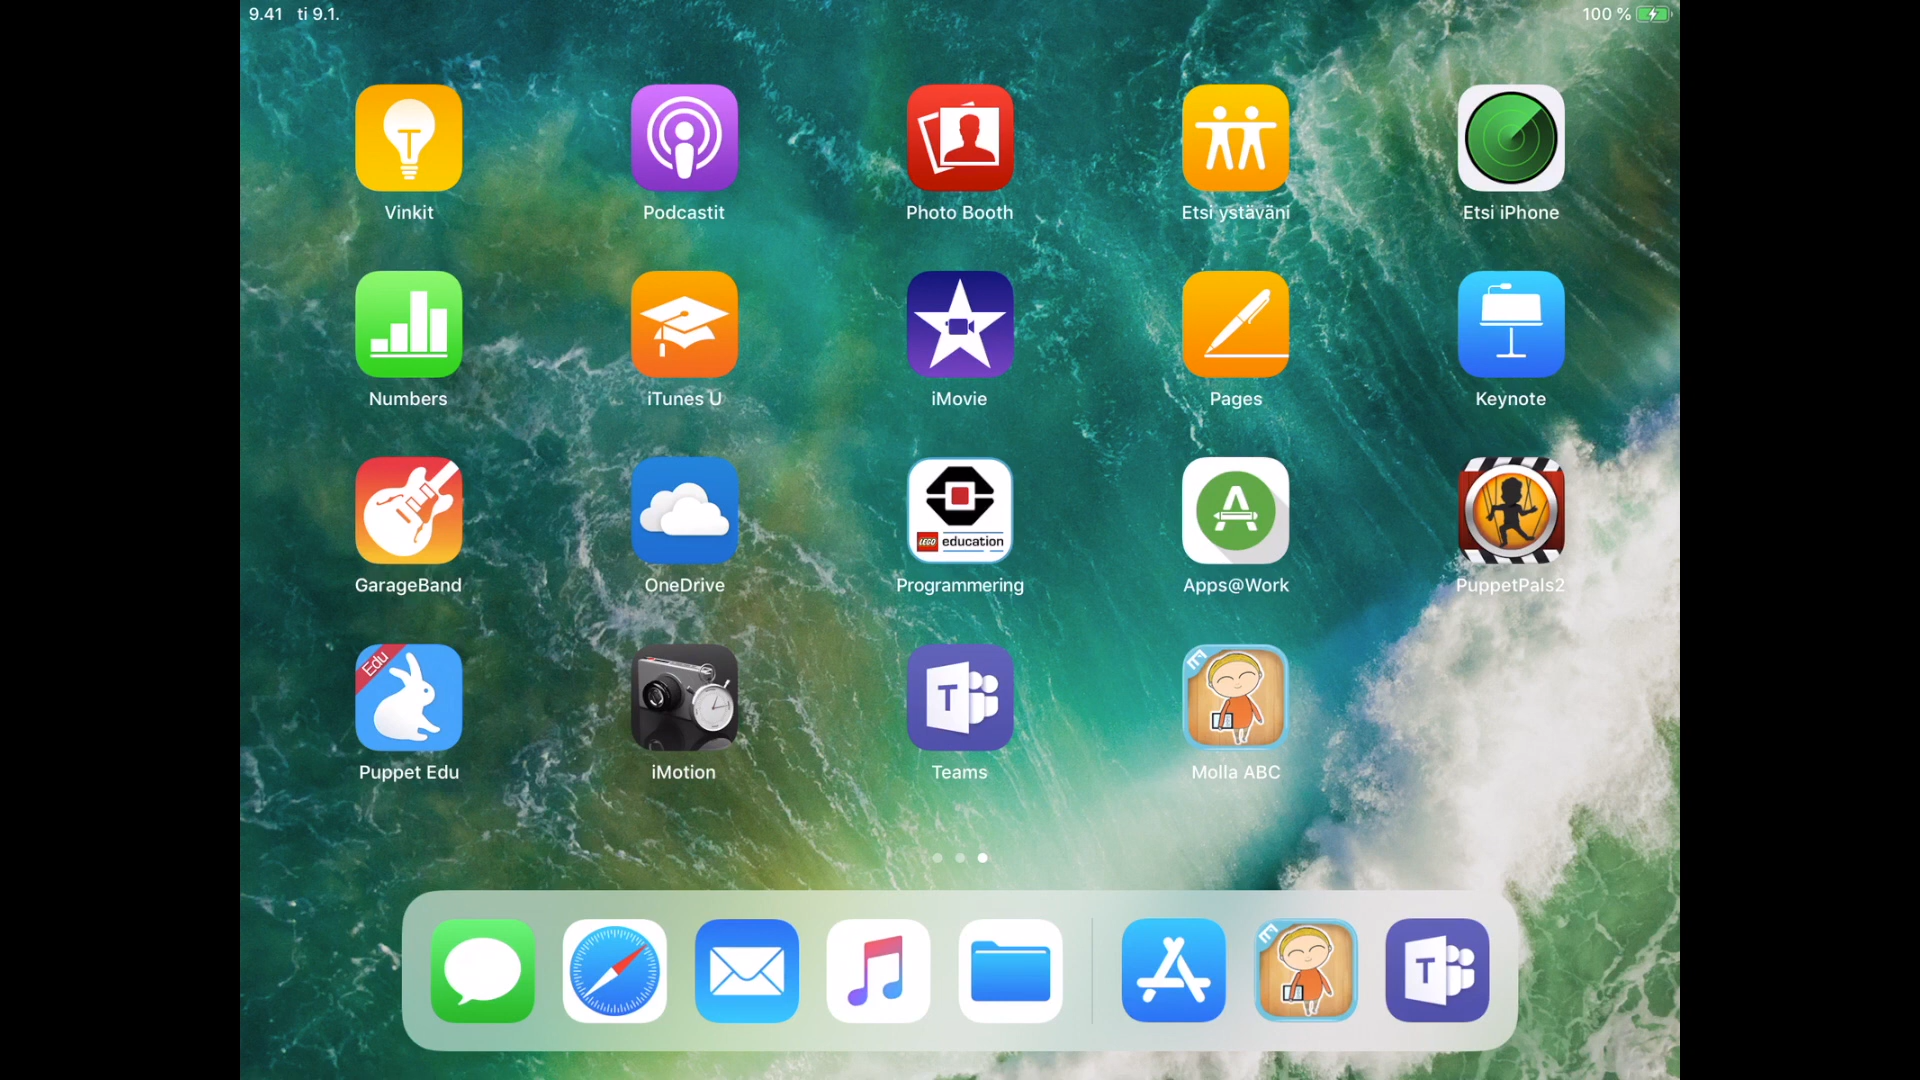 9.41 ti 9.1.
100 %
Vinkit
Podcastit
Photo Booth
Etsi ystäväni
Etsi iPhone
Numbers
iTunes U
iMovie
Pages
Keynote
LEGO education
GarageBand
OneDrive
Programmering
Apps@Work
PuppetPals2
Edu
T
Puppet Edu
iMotion
Teams
Molla ABC
T